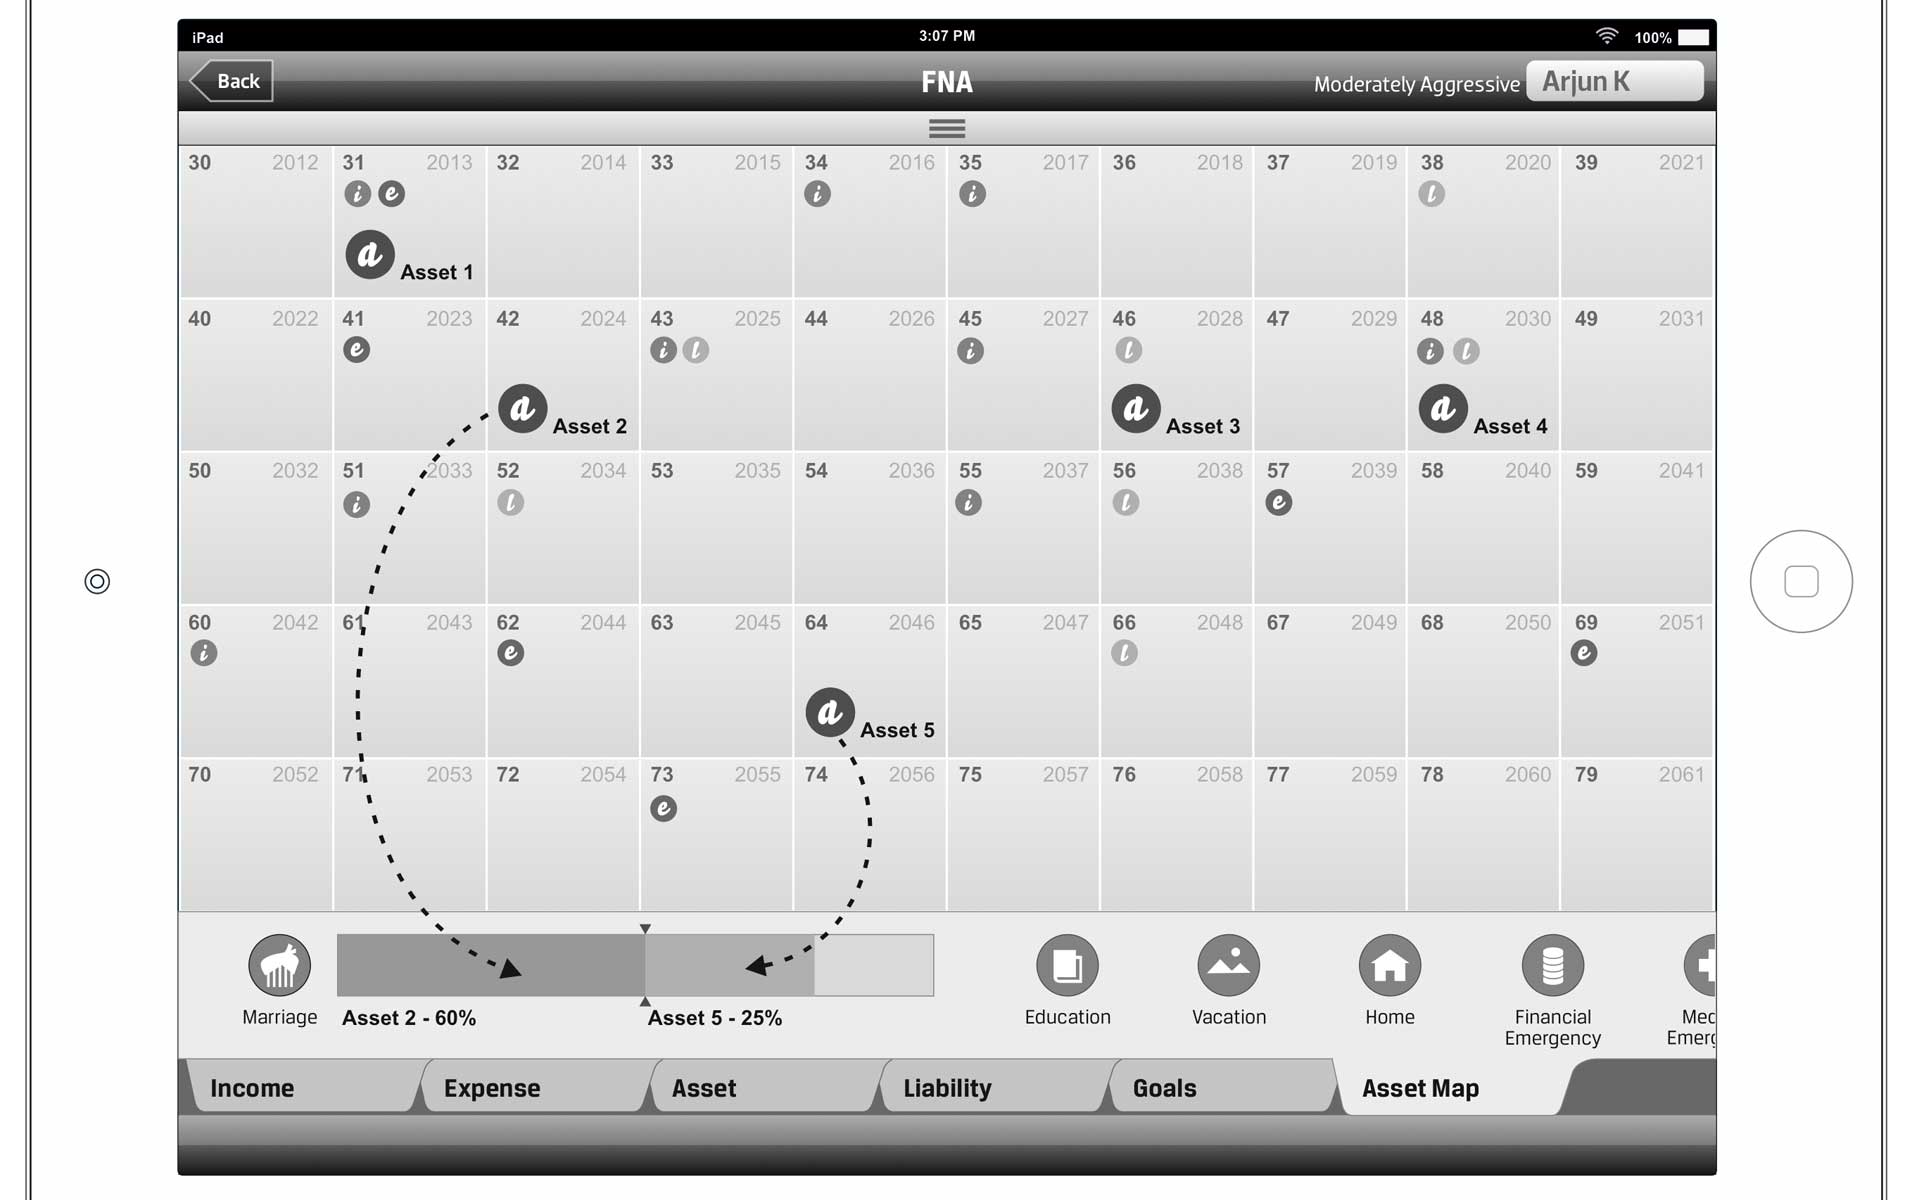 iPad 3:07 PM 100%
Back FNA Moderately Aggressive Arjun K
30 2012 31 2013 32 2014 33 2015 34 2016 35 2017 36 2018 37 2019 38 2020 39 2021
i e i i l
a Asset 1
40 2022 41 2023 42 2024 43 2025 44 2026 45 2027 46 2028 47 2029 48 2030 49 2031
e i l i l i l
a Asset 2 a Asset 3 a Asset 4
50 2032 51 2033 52 2034 53 2035 54 2036 55 2037 56 2038 57 2039 58 2040 59 2041
i l i l e
60 2042 61 2043 62 2044 63 2045 64 2046 65 2047 66 2048 67 2049 68 2050 69 2051
i e l e
a Asset 5
70 2052 71 2053 72 2054 73 2055 74 2056 75 2057 76 2058 77 2059 78 2060 79 2061
e
Marriage Asset 2 - 60% Asset 5 - 25% Education Vacation Home Financial Med
Emergency Emerg
Income Expense Asset Liability Goals Asset Map